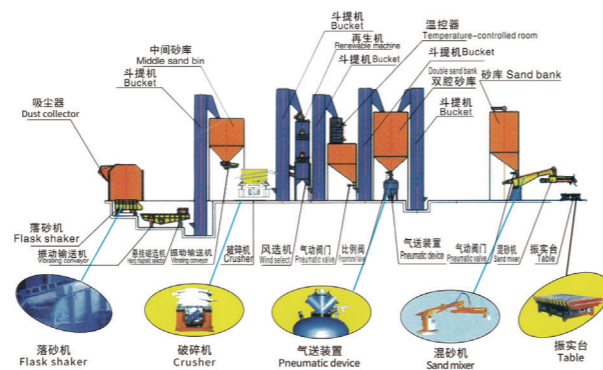 斗提机
Bucket
再生机
Renewable machine
斗提机Bucket
温控器
Temperature-controlled room
斗提机Bucket
中间砂库
Middle sand bin
斗提机
Bucket
Double sand bank
双腔砂库
砂库 Sand bank
斗提机
Bucket
吸尘器
Dust collector
落砂机
Flask shaker
振动输送机
Vibrating conveyor
悬挂磁选机
振动输送机
Vibrating conveyor
破碎机
Crusher
风选机
Wind select
气动阀门
Pneumatic valve
比例阀
气送装置
Pneumatic device
气动阀门
Pneumatic valve
混砂机
Sand mixer
振实台
Table
落砂机
Flask shaker
破碎机
Crusher
气送装置
Pneumatic device
混砂机
Sand mixer
振实台
Table